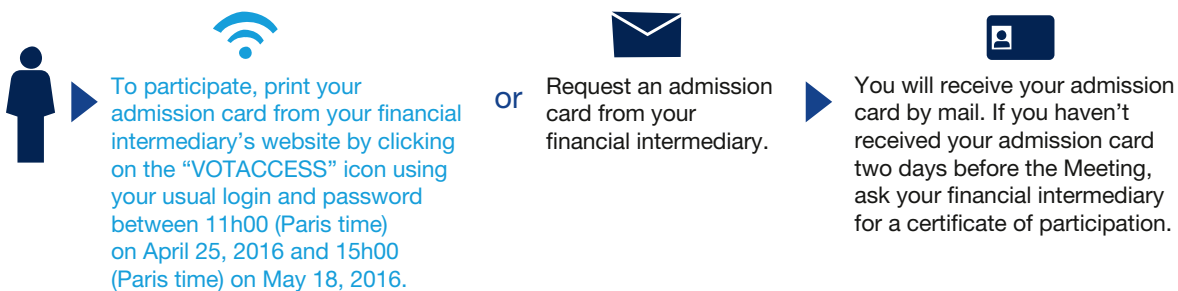 To participate, print your
admission card from your financial
intermediary’s website by clicking
on the “VOTACCESS” icon using
your usual login and password
between 11h00 (Paris time)
on April 25, 2016 and 15h00
(Paris time) on May 18, 2016.
or
Request an admission
card from your
financial intermediary.
You will receive your admission
card by mail. If you haven’t
received your admission card
two days before the Meeting,
ask your financial intermediary
for a certificate of participation.